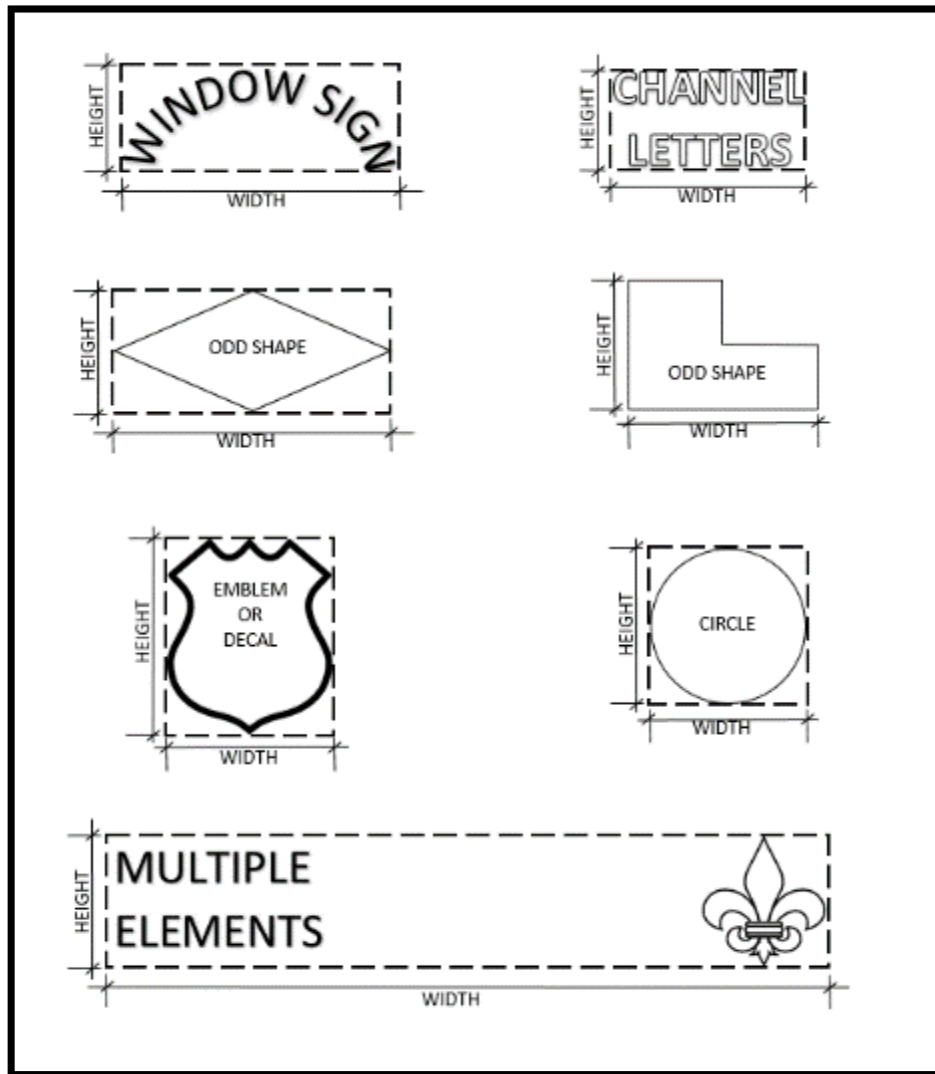 HEIGHT
WINDOW SIGN
WIDTH
HEIGHT
CHANNEL
LETTERS
WIDTH
HEIGHT
ODD SHAPE
WIDTH
HEIGHT
ODD SHAPE
WIDTH
HEIGHT
EMBLEM
OR
DECAL
WIDTH
HEIGHT
CIRCLE
WIDTH
HEIGHT
MULTIPLE
ELEMENTS
WIDTH